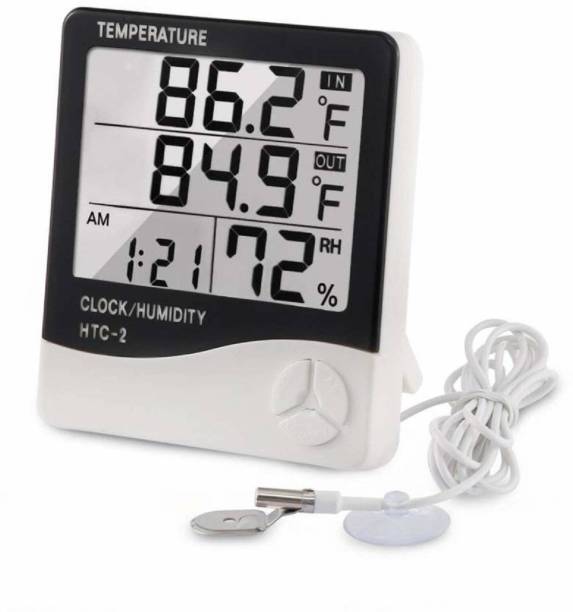 TEMPERATURE
86.2 °F IN
84.9 °F OUT
AM 1:21 72 % RH
CLOCK/HUMIDITY
HTC-2